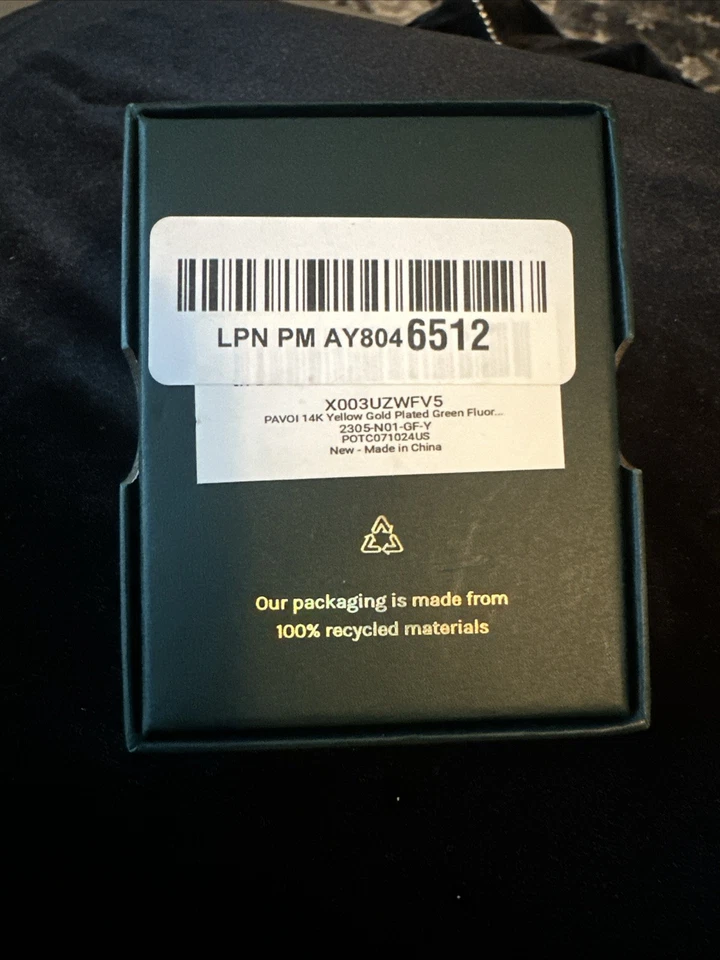 LPN PM AY8046512
X003UZWFV5
PAVOI 14K Yellow Gold Plated Green Fluor...
2305-N01-GF-Y
POTC071024US
New - Made in China
Our packaging is made from
100% recycled materials